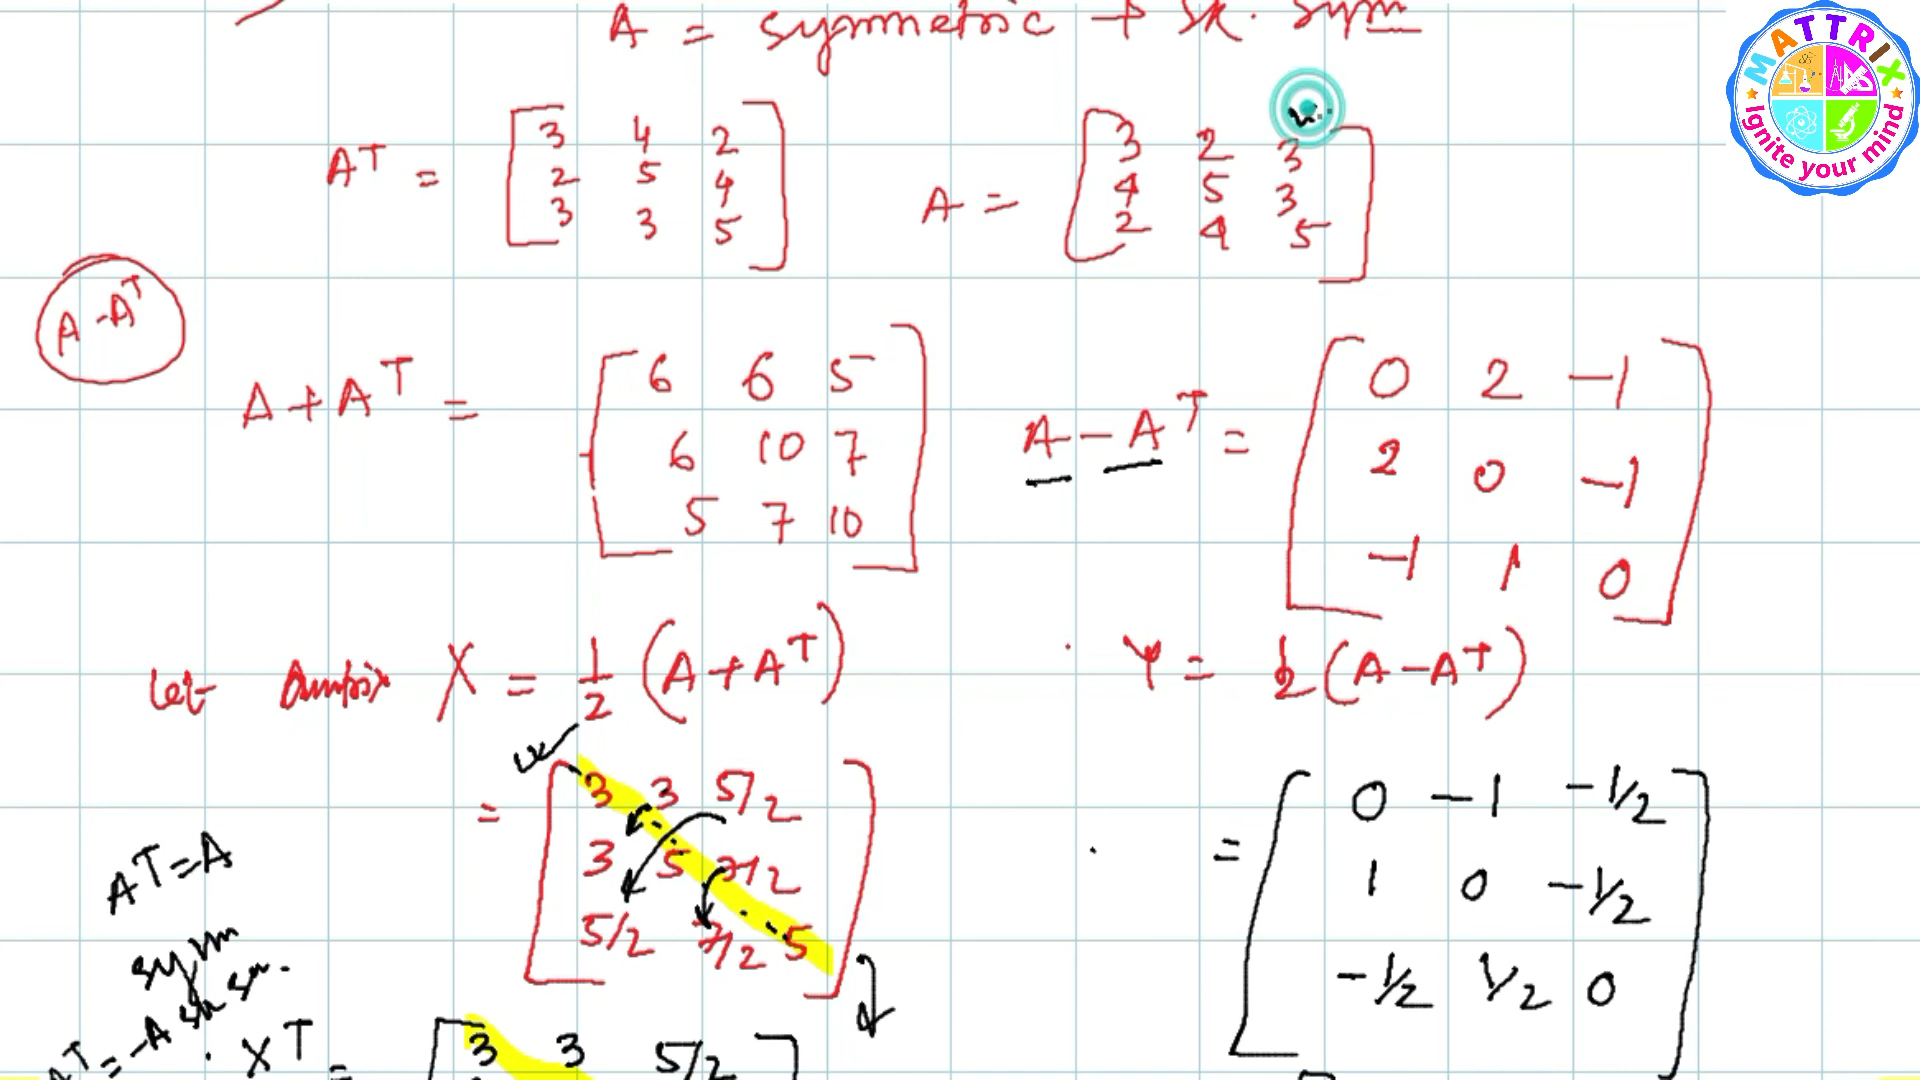 A = symmetric + sk. sym
MATTRIX
Ignite your mind
Aᵀ = [3 4 2
2 5 4
3 3 5]
A = [3 2 3
4 5 3
2 4 5]
A - Aᵀ
A + Aᵀ = [6 6 5
6 10 7
5 7 10]
A - Aᵀ = [0 2 -1
2 0 -1
-1 1 0]
Let X = 1/2 (A + Aᵀ)
Y = 1/2 (A - Aᵀ)
= [3 3 5/2
3 5 7/2
5/2 7/2 5]
= [0 -1 -1/2
1 0 -1/2
-1/2 1/2 0]
Aᵀ = A
sym
Aᵀ = -A
Xᵀ = [3 3 5/2